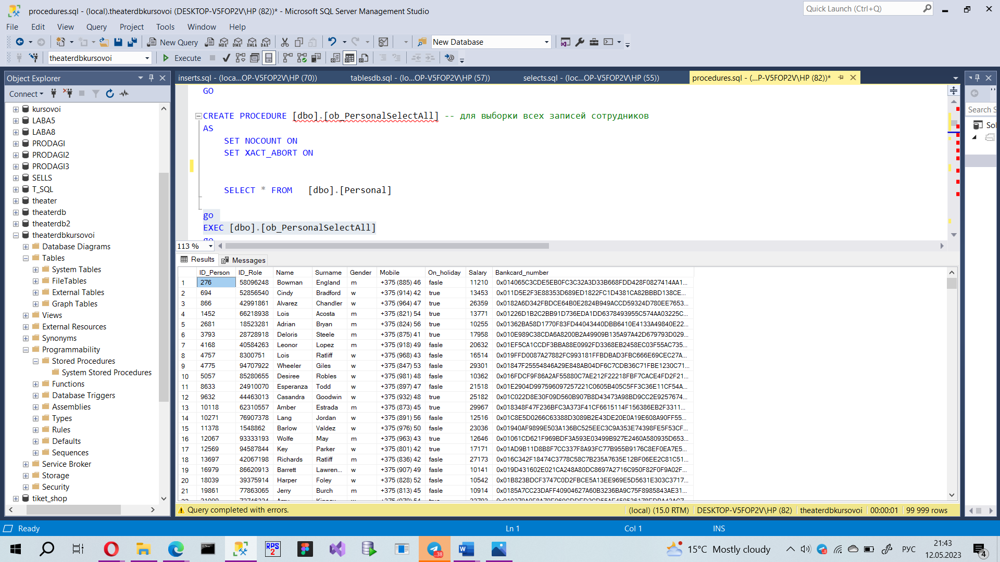 procedures.sql - (local).theaterdbkursovoi (DESKTOP-V5FOP2V\HP (82))* - Microsoft SQL Server Management Studio
Quick Launch (Ctrl+Q)
File Edit View Query Project Tools Window Help
New Query MDX DMX XMLA DAX New Database
theaterdbkursovoi Execute
Object Explorer
Connect
kursovoi
LABA5
LABA8
PRODAGI
PRODAGI2
PRODAGI3
SELLS
T_SQL
theater
theaterdb
theaterdb2
theaterdbkursovoi
Database Diagrams
Tables
System Tables
FileTables
External Tables
Graph Tables
Views
External Resources
Synonyms
Programmability
Stored Procedures
System Stored Procedures
Functions
Database Triggers
Assemblies
Types
Rules
Defaults
Sequences
Service Broker
Storage
Security
tiket_shop
inserts.sql - (loca...OP-V5FOP2V\HP (70)) tablesdb.sql - (lo...OP-V5FOP2V\HP (57)) selects.sql - (loc...OP-V5FOP2V\HP (55)) procedures.sql - (...P-V5FOP2V\HP (82))*
GO
CREATE PROCEDURE [dbo].[ob_PersonalSelectAll] -- для выборки всех записей сотрудников
AS
SET NOCOUNT ON
SET XACT_ABORT ON
SELECT * FROM [dbo].[Personal]
go
EXEC [dbo].[ob_PersonalSelectAll]
go
113 %
Results Messages
ID_Person ID_Role Name Surname Gender Mobile On_holiday Salary Bankcard_number
1 276 58096248 Bowman England m +375 (885) 46 fasle 11210 0x014065C3CDE5EB0FC3C32A3D33B668FDD428F0827414AA1...
2 694 52856540 Cindy Bradford w +375 (914) 42 true 13453 0x011D5E2F3E88353D689ED1822FC1D4381CA82BBBD138CE...
3 866 42991861 Alvarez Chandler w +375 (964) 47 true 26359 0x0182A6D342FBDCE64B0E2824B949ACCD59324D780EE7653...
4 1452 66218938 Lois Acosta m +375 (821) 54 true 13771 0x01226D1B2C2BB91D736EDA1DD6378493955C574AA03225C...
5 2681 18523281 Adrian Bryan m +375 (824) 56 true 10255 0x01362BA58D1770F83FD44043440DBB6410E4133A49840E22...
6 3793 28728918 Deloris Steele m +375 (875) 41 true 17958 0x010E989C38CDA6A8200B2A49909B135A97A42D679793D029...
7 4168 40584263 Leonor Lopez m +375 (918) 49 fasle 20632 0x01EF5CA1CCDF3BBA88E0992FD3368EB2458EC03F55AC735...
8 4757 8300751 Lois Ratliff w +375 (968) 43 fasle 16514 0x019FFD0087A27882FC993181FFBDBAD3FBC666E69CEC27A...
9 4775 94707922 Wheeler Giles w +375 (847) 53 fasle 29301 0x01847F25554846A29E848AB04DF6C7CDB36C71FBE1230C71...
10 5057 85280655 Desiree Robles w +375 (981) 48 fasle 10362 0x016FDCF9F86A2AF55880C7AE212F22218FBF7CACE4FD2F21...
11 8633 24910070 Esperanza Todd w +375 (897) 47 fasle 21518 0x01E2904D997596097257221C0605B405C5FF3C36E11CF54A...
12 9632 44463013 Casandra Goodwin w +375 (932) 48 true 25182 0x01C022D8E30F09D560B907B8D43473A98BD9CC2E9257674...
13 10118 62310557 Amber Estrada m +375 (873) 45 true 29967 0x018348F47F236BFC3A373F41CF6615114F156386EB2F3311...
14 10271 76907378 Lang Jordan w +375 (891) 56 fasle 12516 0x01C8E5D0266C63388D3089B2E43DE20E0A19E608A90FF55...
15 11378 1548862 Barlow Valdez w +375 (976) 50 fasle 23036 0x01940AF9899E503A136BC525EEC3C9A353E74398FE5F53CF...
16 12067 93333193 Wolfe May m +375 (963) 43 true 12646 0x01061CD621F969BDF3A593E03499B927E2460A580935D653...
17 12569 94587844 Key Parker w +375 (801) 42 true 17171 0x01AD9B11D8B8F7CC337F8A93FC77B955B9176C8EF0EA7E5...
18 13697 42067198 Richards Ratliff m +375 (836) 42 fasle 27173 0x016C342F18474C3778C58C7B235A7635E12BF06EE2C81C51...
19 16979 86620913 Barrett Lawren... w +375 (907) 49 fasle 10141 0x019D431602E021CA248A80DC8697A2716C950F82F0F9A02F...
20 18039 39375914 Harper Foley w +375 (828) 52 fasle 10542 0x01B823BDCF3747C0D2FBCE5A13EE969E5D5631E303C3717...
21 19861 77863065 Jerry Burch m +375 (813) 45 fasle 10914 0x0185A7CC23DAFF40904627A60B3236BA9C75F8985843AE31...
Query completed with errors. (local) (15.0 RTM) DESKTOP-V5FOP2V\HP (82) theaterdbkursovoi 00:00:01 99 999 rows
Search S
Sol
Ready Ln 1 Col 1 INS
RPS 2 ..38 15°C Mostly cloudy РУС 21:43
12.05.2023 4